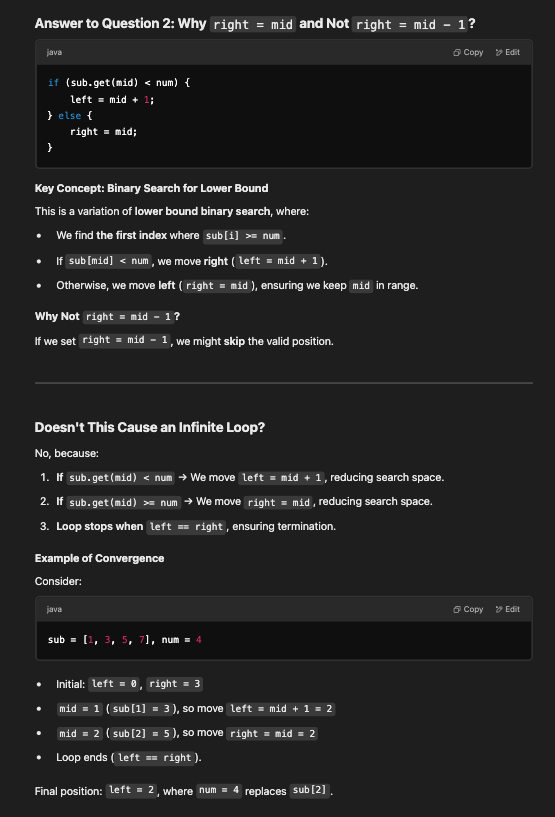 Answer to Question 2: Why right = mid and Not right = mid - 1?
java
Copy
Edit
if (sub.get(mid) < num) {
    left = mid + 1;
} else {
    right = mid;
}
Key Concept: Binary Search for Lower Bound
This is a variation of lower bound binary search, where:
• We find the first index where sub[i] >= num.
• If sub[mid] < num, we move right (left = mid + 1).
• Otherwise, we move left (right = mid), ensuring we keep mid in range.
Why Not right = mid - 1?
If we set right = mid - 1, we might skip the valid position.
Doesn't This Cause an Infinite Loop?
No, because:
1. If sub.get(mid) < num → We move left = mid + 1, reducing search space.
2. If sub.get(mid) >= num → We move right = mid, reducing search space.
3. Loop stops when left == right, ensuring termination.
Example of Convergence
Consider:
java
Copy
Edit
sub = [1, 3, 5, 7], num = 4
• Initial: left = 0, right = 3
• mid = 1 (sub[1] = 3), so move left = mid + 1 = 2
• mid = 2 (sub[2] = 5), so move right = mid = 2
• Loop ends (left == right).
Final position: left = 2, where num = 4 replaces sub[2].